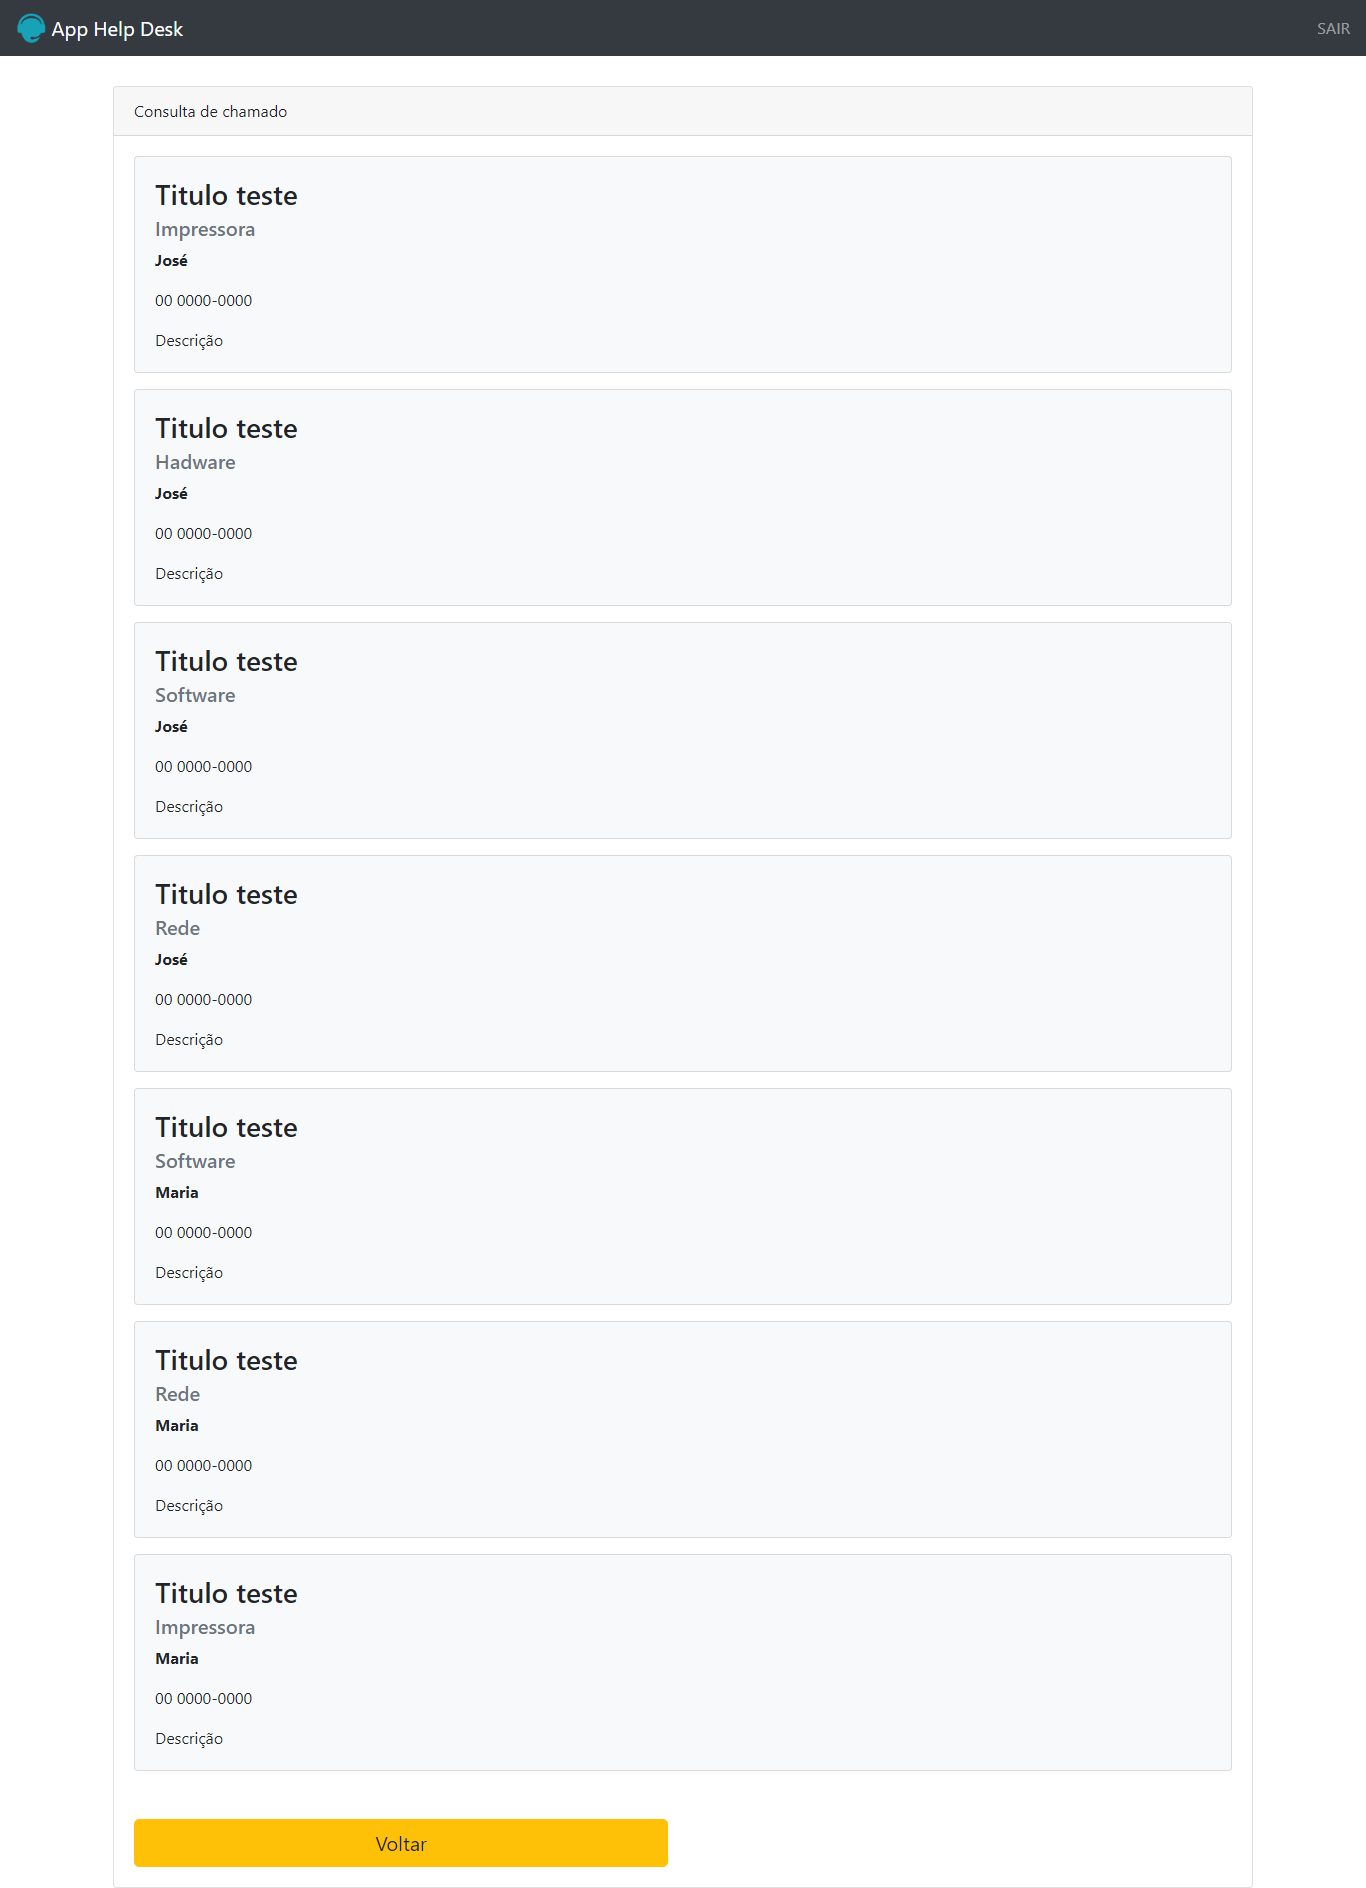 App Help Desk
SAIR
Consulta de chamado
Titulo teste
Impressora
José
00 0000-0000
Descrição
Titulo teste
Hadware
José
00 0000-0000
Descrição
Titulo teste
Software
José
00 0000-0000
Descrição
Titulo teste
Rede
José
00 0000-0000
Descrição
Titulo teste
Software
Maria
00 0000-0000
Descrição
Titulo teste
Rede
Maria
00 0000-0000
Descrição
Titulo teste
Impressora
Maria
00 0000-0000
Descrição
Voltar